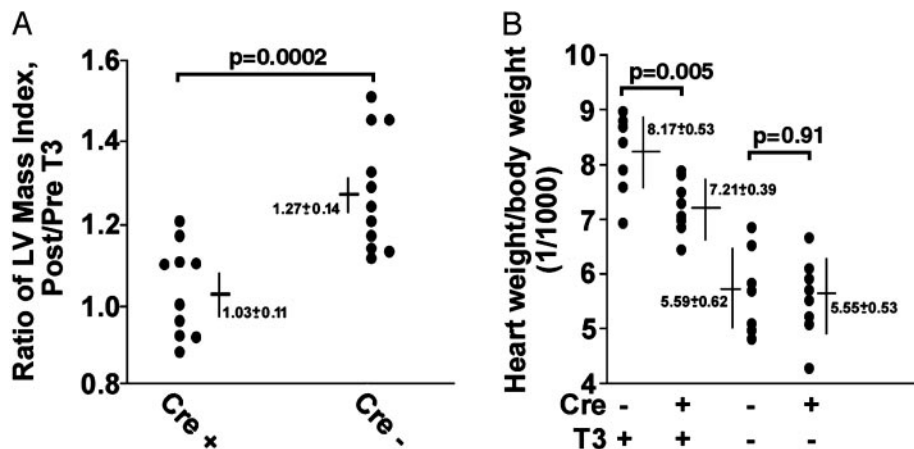 A
Ratio of LV Mass Index,
Post/Pre T3
1.6
1.4
1.2
1.0
0.8
p=0.0002
1.27±0.14
1.03±0.11
Cre +
Cre -
B
Heart weight/body weight
(1/1000)
10
9
8
7
6
5
4
p=0.005
p=0.91
8.17±0.53
7.21±0.39
5.59±0.62
5.55±0.53
Cre - + - +
T3 + + - -